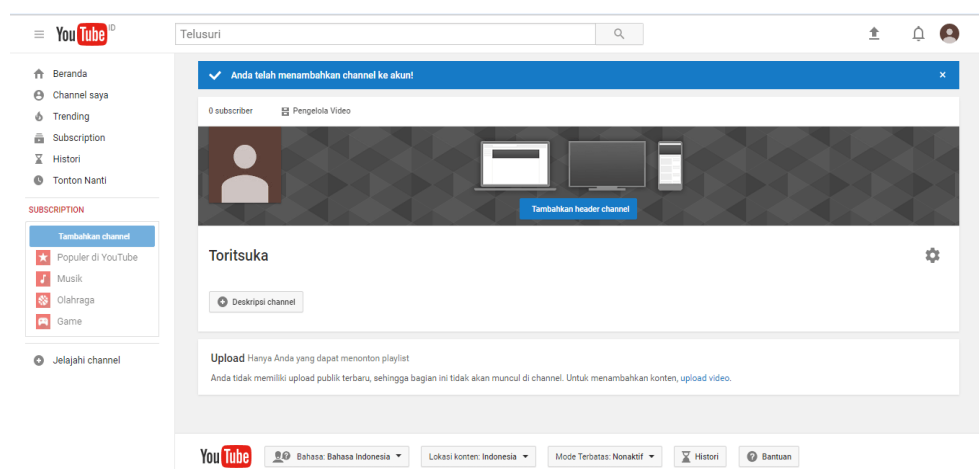 YouTube ID
Telusuri
Beranda
Channel saya
Trending
Subscription
Histori
Tonton Nanti
SUBSCRIPTION
Tambahkan channel
Populer di YouTube
Musik
Olahraga
Game
Jelajahi channel
Anda telah menambahkan channel ke akun!
0 subscriber Pengelola Video
Tambahkan header channel
Toritsuka
Deskripsi channel
Upload Hanya Anda yang dapat menonton playlist
Anda tidak memiliki upload publik terbaru, sehingga bagian ini tidak akan muncul di channel. Untuk menambahkan konten, upload video.
YouTube Bahasa: Bahasa Indonesia Lokasi konten: Indonesia Mode Terbatas: Nonaktif Histori Bantuan